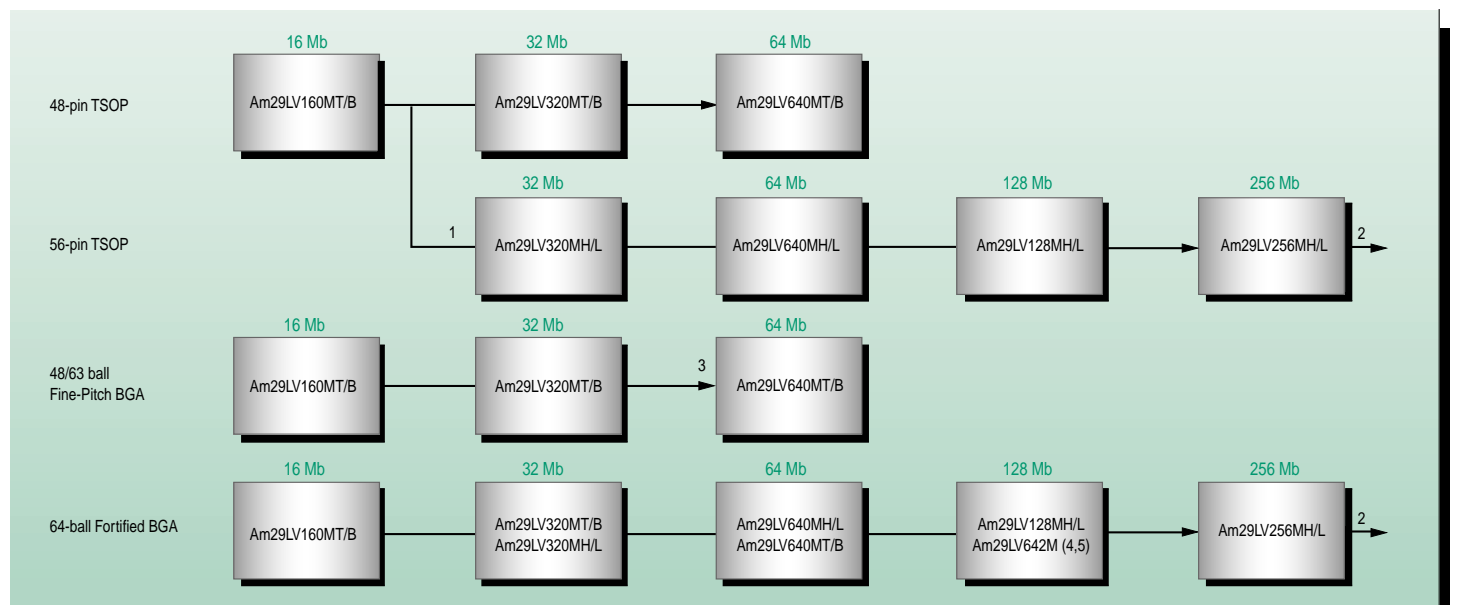 16 Mb 32 Mb 64 Mb
48-pin TSOP Am29LV160MT/B Am29LV320MT/B Am29LV640MT/B
32 Mb 64 Mb 128 Mb 256 Mb
56-pin TSOP 1 Am29LV320MH/L Am29LV640MH/L Am29LV128MH/L Am29LV256MH/L 2
16 Mb 32 Mb 64 Mb
48/63 ball
Fine-Pitch BGA Am29LV160MT/B Am29LV320MT/B 3 Am29LV640MT/B
16 Mb 32 Mb 64 Mb 128 Mb 256 Mb
64-ball Fortified BGA Am29LV160MT/B Am29LV320MT/B Am29LV640MH/L Am29LV128MH/L Am29LV256MH/L 2
Am29LV320MH/L Am29LV640MT/B Am29LV642M (4,5)